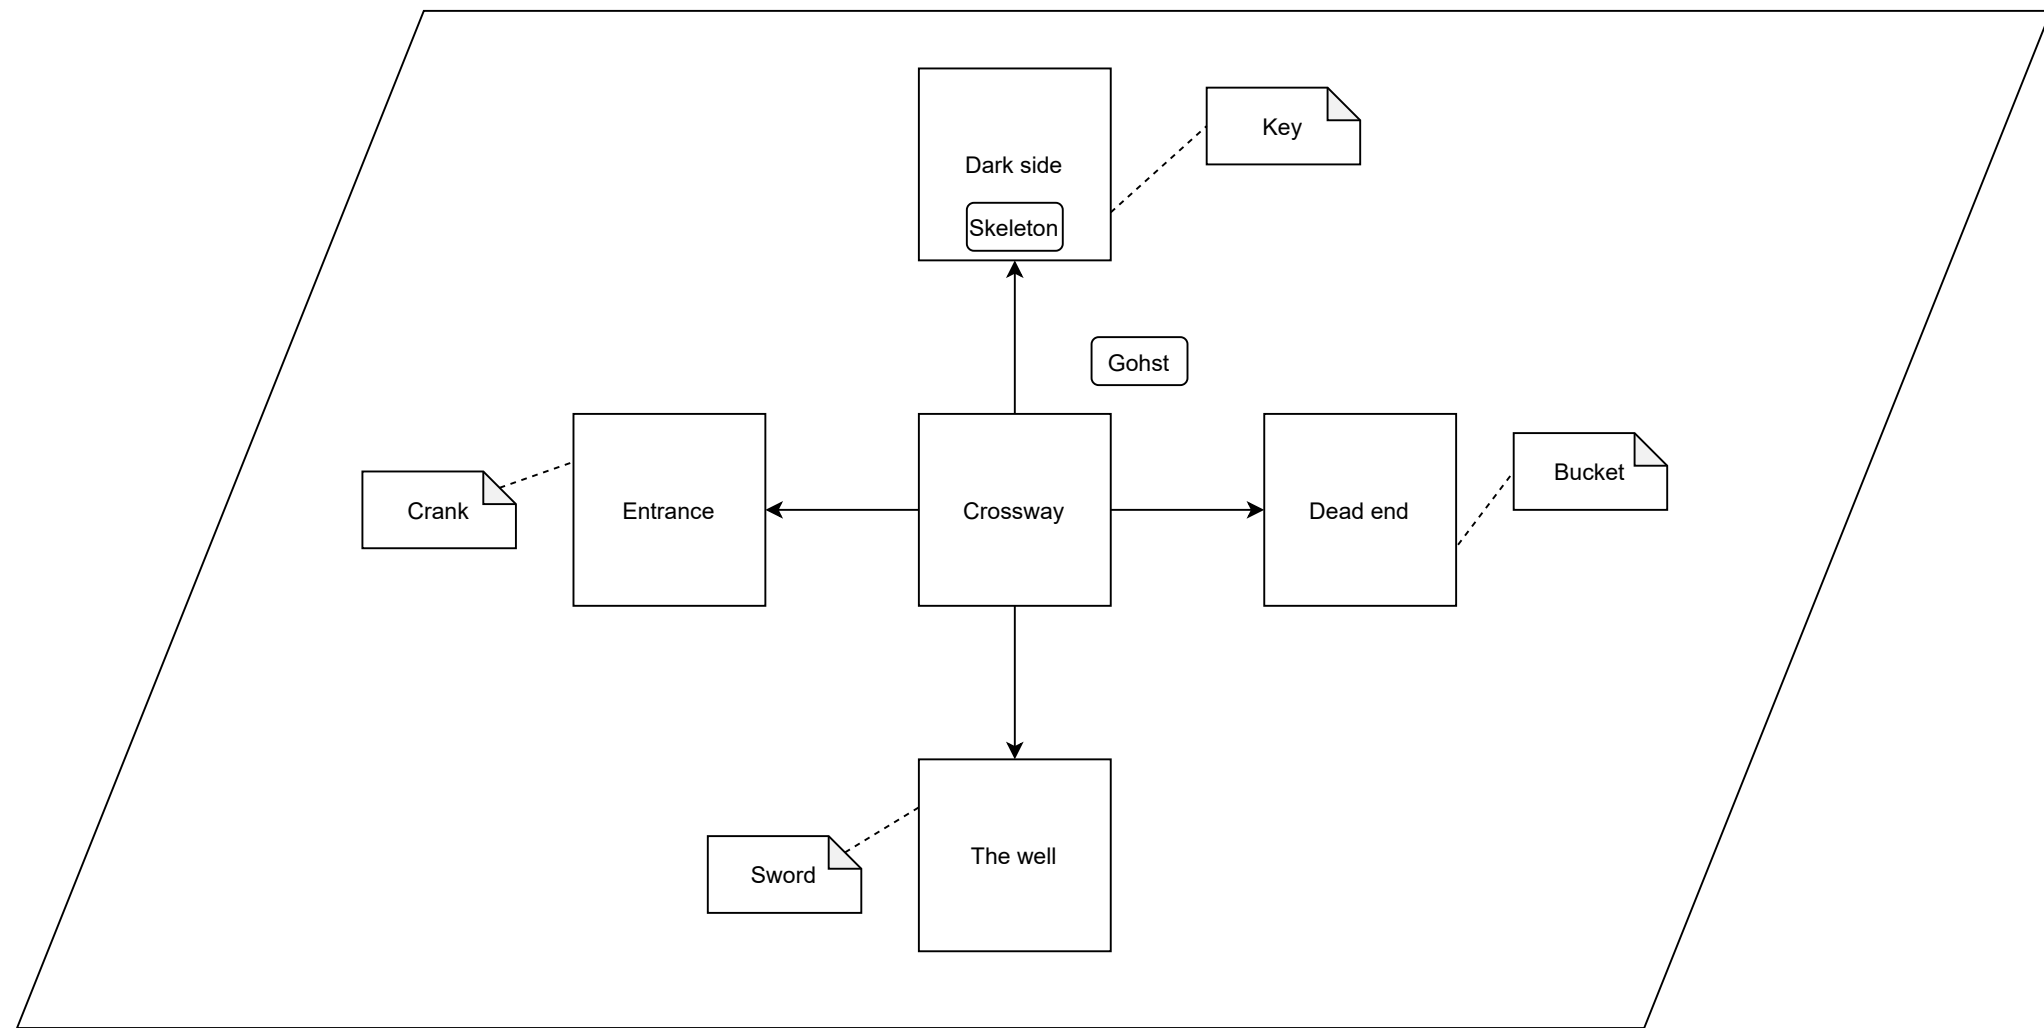 Dark side
Key
Skeleton
Gohst
Crank
Entrance
Crossway
Dead end
Bucket
The well
Sword